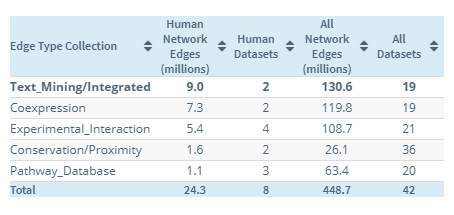 Edge Type Collection Human Network Edges (millions) Human Datasets All Network Edges (millions) All Datasets
Text_Mining/Integrated 9.0 2 130.6 19
Coexpression 7.3 2 119.8 19
Experimental_Interaction 5.4 4 108.7 21
Conservation/Proximity 1.6 2 26.1 36
Pathway_Database 1.1 3 63.4 20
Total 24.3 8 448.7 42